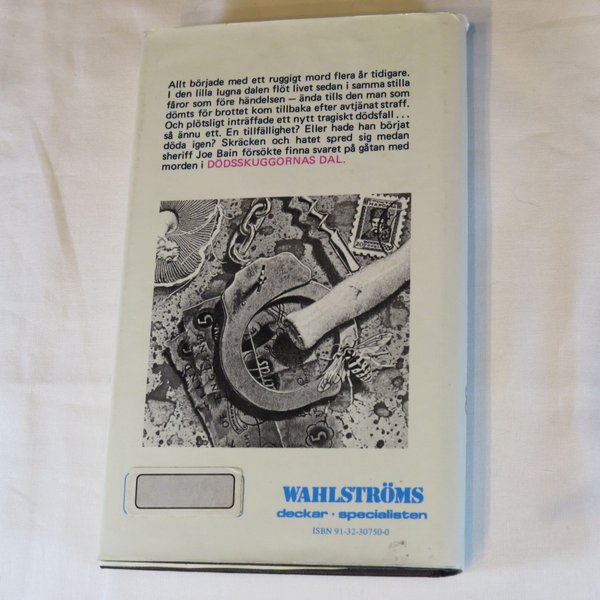 Allt började med ett ruggigt mord flera år tidigare.
I den lilla lugna dalen flöt livet sedan i samma stilla
fåror som före händelsen – ända tills den man som
dömts för brottet kom tillbaka efter avtjänat straff.
Och plötsligt inträffade ett nytt tragiskt dödsfall . . .
så ännu ett. En tillfällighet? Eller hade han börjat
döda igen? Skräcken och hatet spred sig medan
sheriff Joe Bain försökte finna svaret på gåtan med
morden i DÖDSSKUGGORNAS DAL.
WAHLSTRÖMS
deckar · specialisten
ISBN 91-32-30750-0